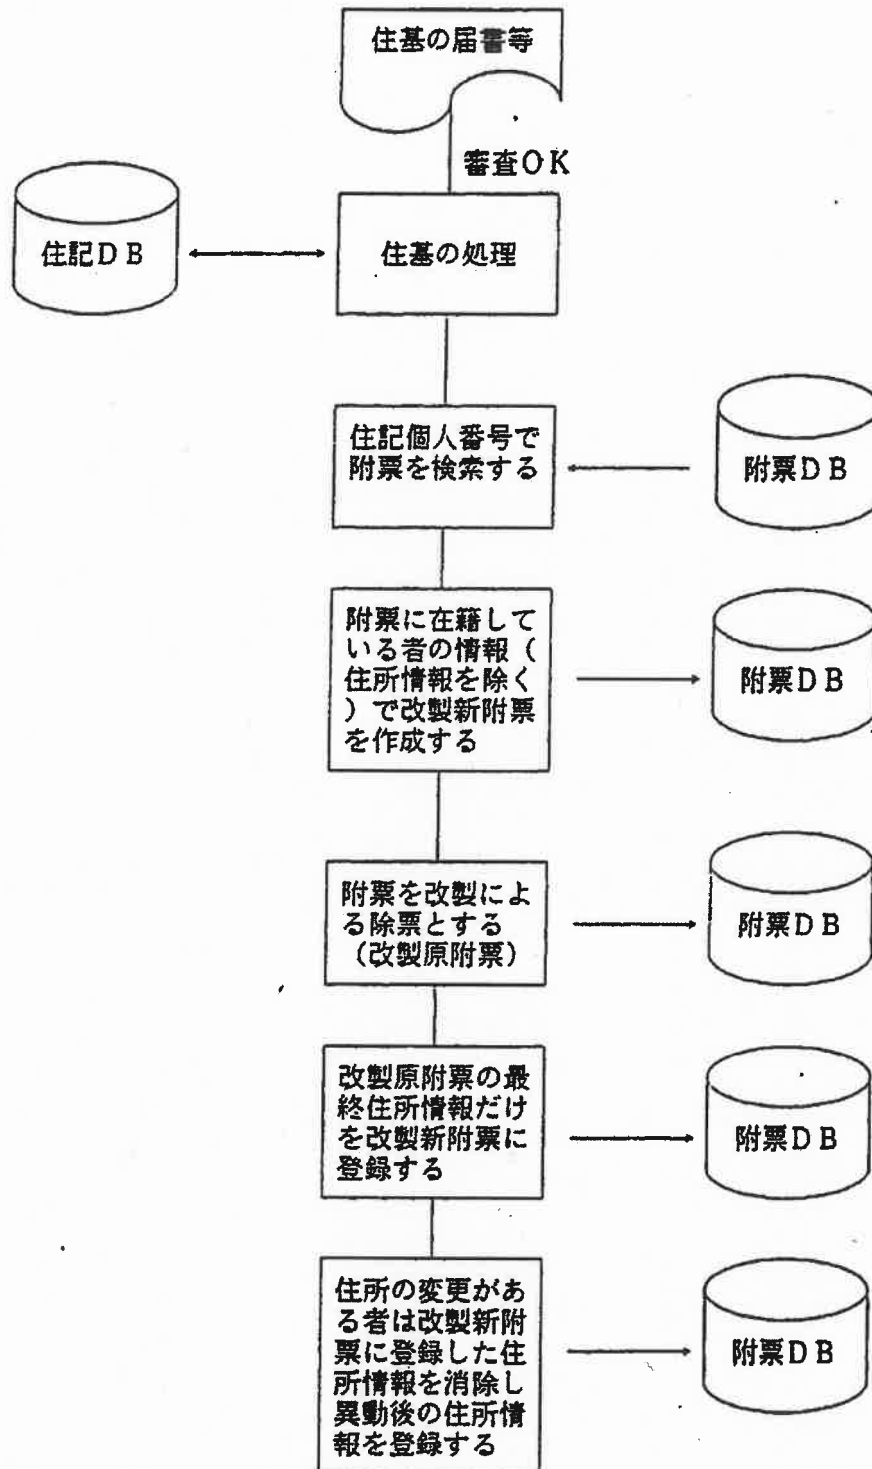 住基の届書等
審査OK
住記DB
住基の処理
住記個人番号で
附票を検索する
附票DB
附票に在籍して
いる者の情報（
住所情報を除く
）で改製新附票
を作成する
附票DB
附票を改製によ
る除票とする
（改製原附票）
附票DB
改製原附票の最
終住所情報だけ
を改製新附票に
登録する
附票DB
住所の変更があ
る者は改製新附
票に登録した住
所情報を消除し
異動後の住所情
報を登録する
附票DB